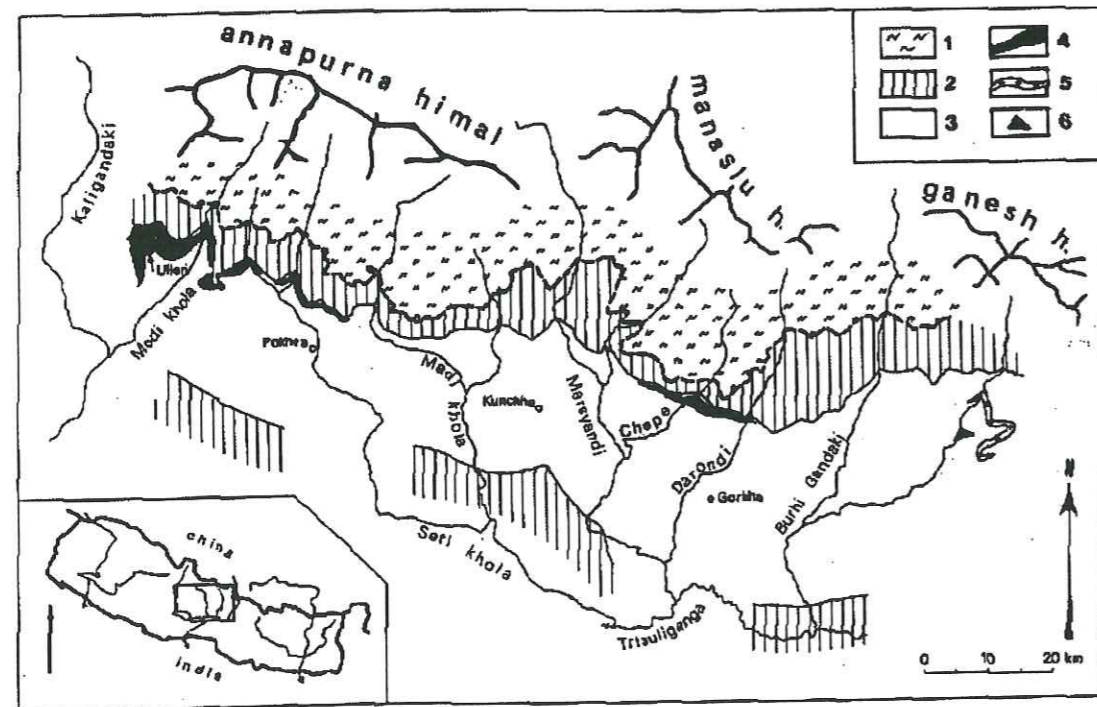 annapurna himal
manaslu h.
ganesh h.
1
2
3
4
5
6
Kaligandaki
Ulleri
Modi khola
Pokhra
Madi khola
Kunchha
Marsyandi
Chepe
Darondi
Gorkha
Burhi Gandaki
Seti khola
Trisuliganga
N
0 10 20 km
china
india